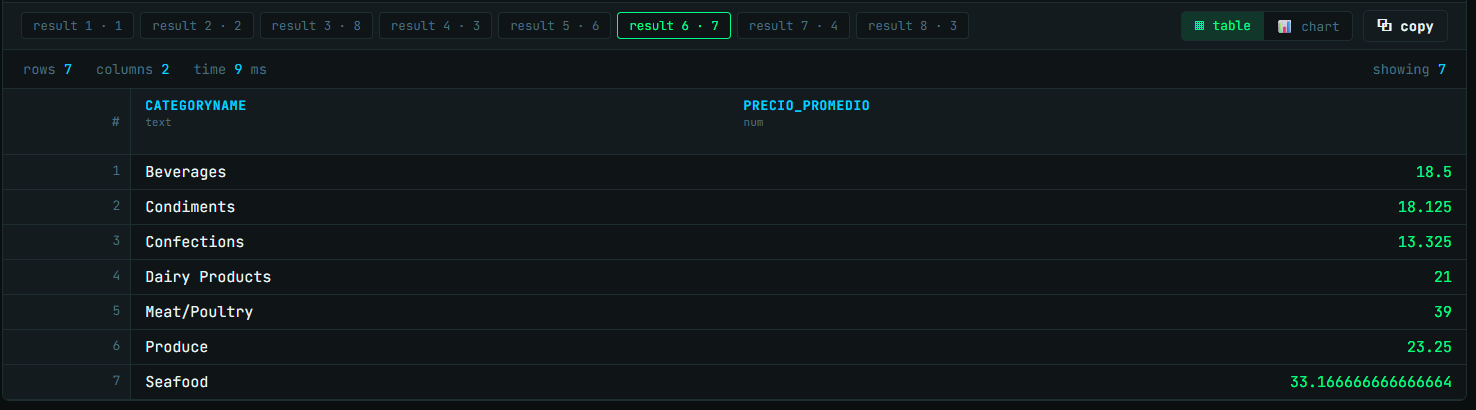 result 1 · 1 result 2 · 2 result 3 · 8 result 4 · 3 result 5 · 6 result 6 · 7 result 7 · 4 result 8 · 3 table chart copy
rows 7 columns 2 time 9 ms showing 7
# CATEGORYNAME PRECIO_PROMEDIO
text num
1 Beverages 18.5
2 Condiments 18.125
3 Confections 13.325
4 Dairy Products 21
5 Meat/Poultry 39
6 Produce 23.25
7 Seafood 33.166666666666664